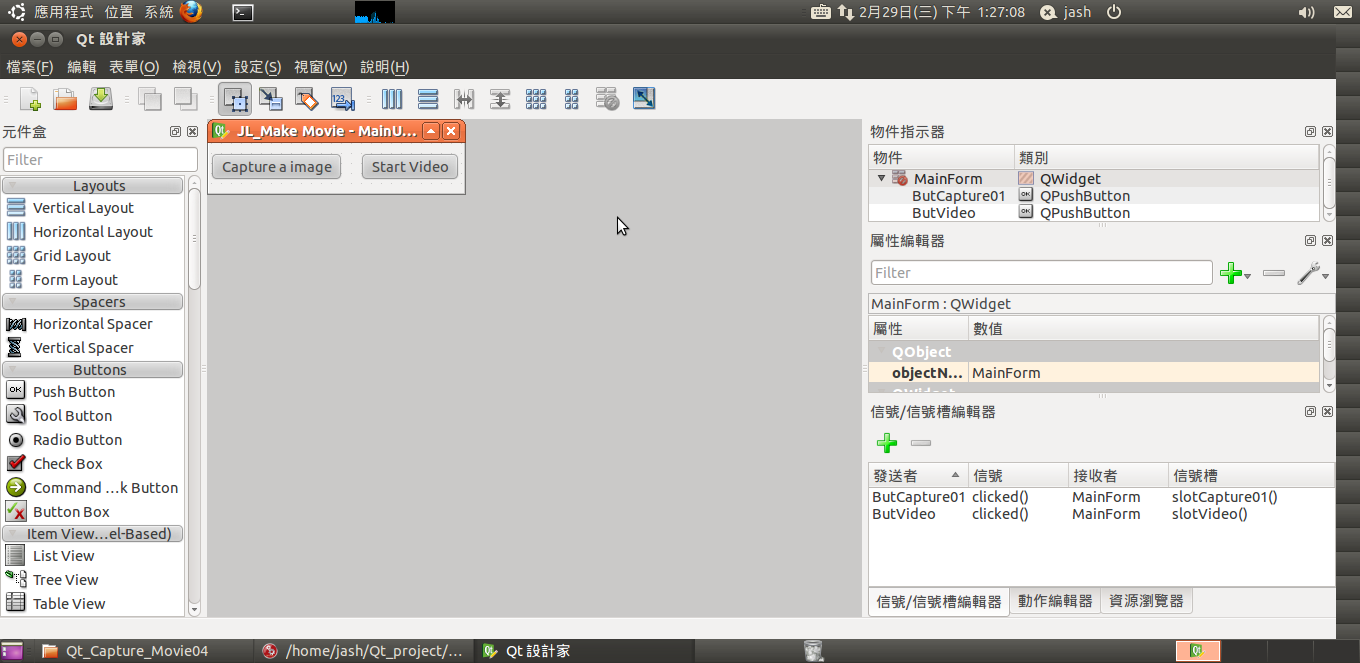 應用程式 位置 系統 2月29日(三) 下午 1:27:08 jash
Qt 設計家
檔案(F) 編輯 表單(O) 檢視(V) 設定(S) 視窗(W) 說明(H)
元件盒
Filter
Layouts
Vertical Layout
Horizontal Layout
Grid Layout
Form Layout
Spacers
Horizontal Spacer
Vertical Spacer
Buttons
Push Button
Tool Button
Radio Button
Check Box
Command ...k Button
Button Box
Item View...el-Based)
List View
Tree View
Table View
JL_Make Movie - MainU...
Capture a image Start Video
物件指示器
物件 類別
MainForm QWidget
ButCapture01 QPushButton
ButVideo QPushButton
屬性編輯器
Filter
MainForm : QWidget
屬性 數值
QObject
objectN... MainForm
QWidget
信號/信號槽編輯器
發送者 信號 接收者 信號槽
ButCapture01 clicked() MainForm slotCapture01()
ButVideo clicked() MainForm slotVideo()
信號/信號槽編輯器 動作編輯器 資源瀏覽器
Qt_Capture_Movie04 /home/jash/Qt_project/... Qt 設計家